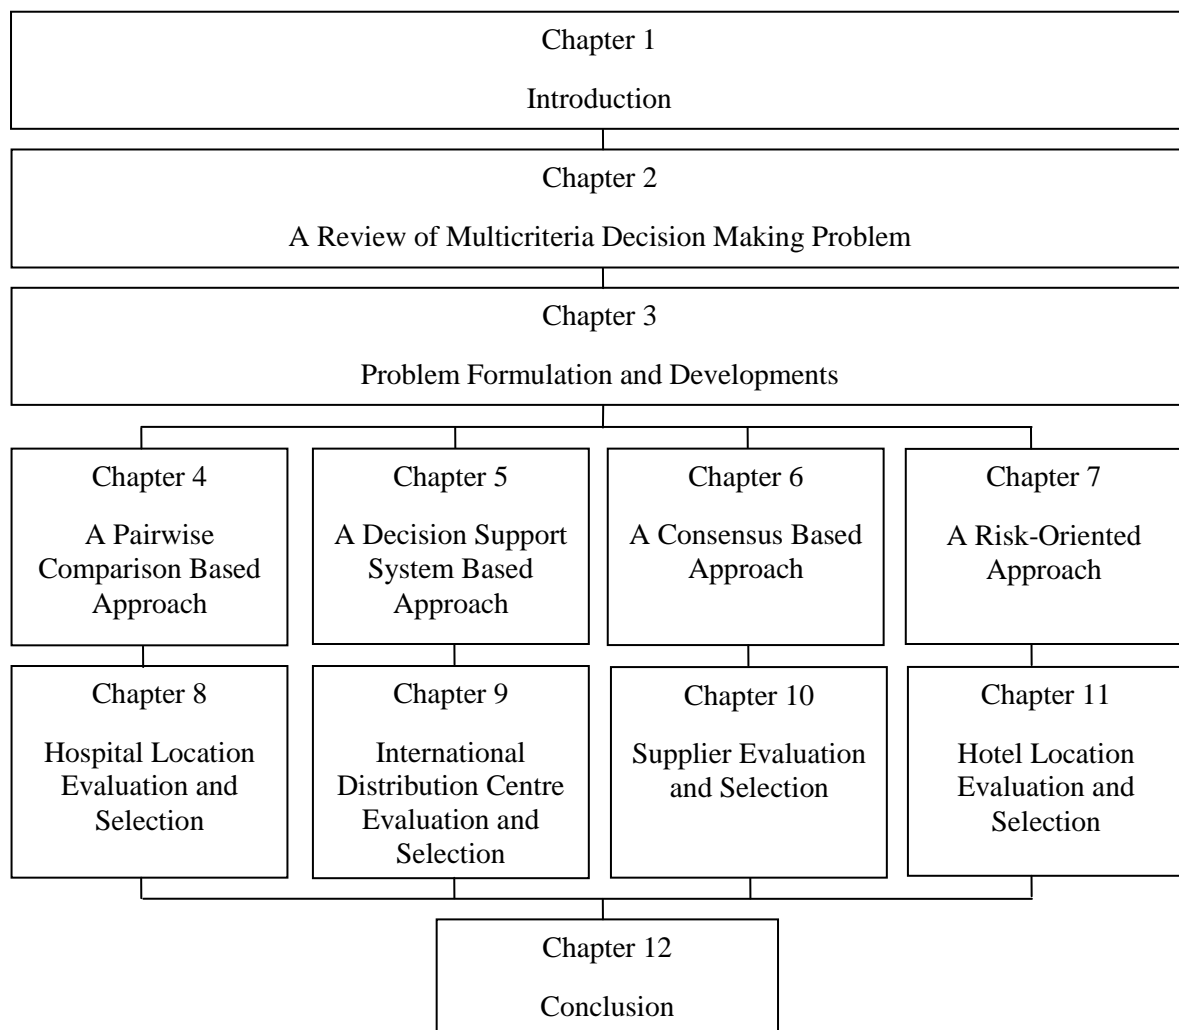 Chapter 1
Introduction
Chapter 2
A Review of Multicriteria Decision Making Problem
Chapter 3
Problem Formulation and Developments
Chapter 4
A Pairwise
Comparison Based
Approach
Chapter 5
A Decision Support
System Based
Approach
Chapter 6
A Consensus Based
Approach
Chapter 7
A Risk-Oriented
Approach
Chapter 8
Hospital Location
Evaluation and
Selection
Chapter 9
International
Distribution Centre
Evaluation and
Selection
Chapter 10
Supplier Evaluation
and Selection
Chapter 11
Hotel Location
Evaluation and
Selection
Chapter 12
Conclusion